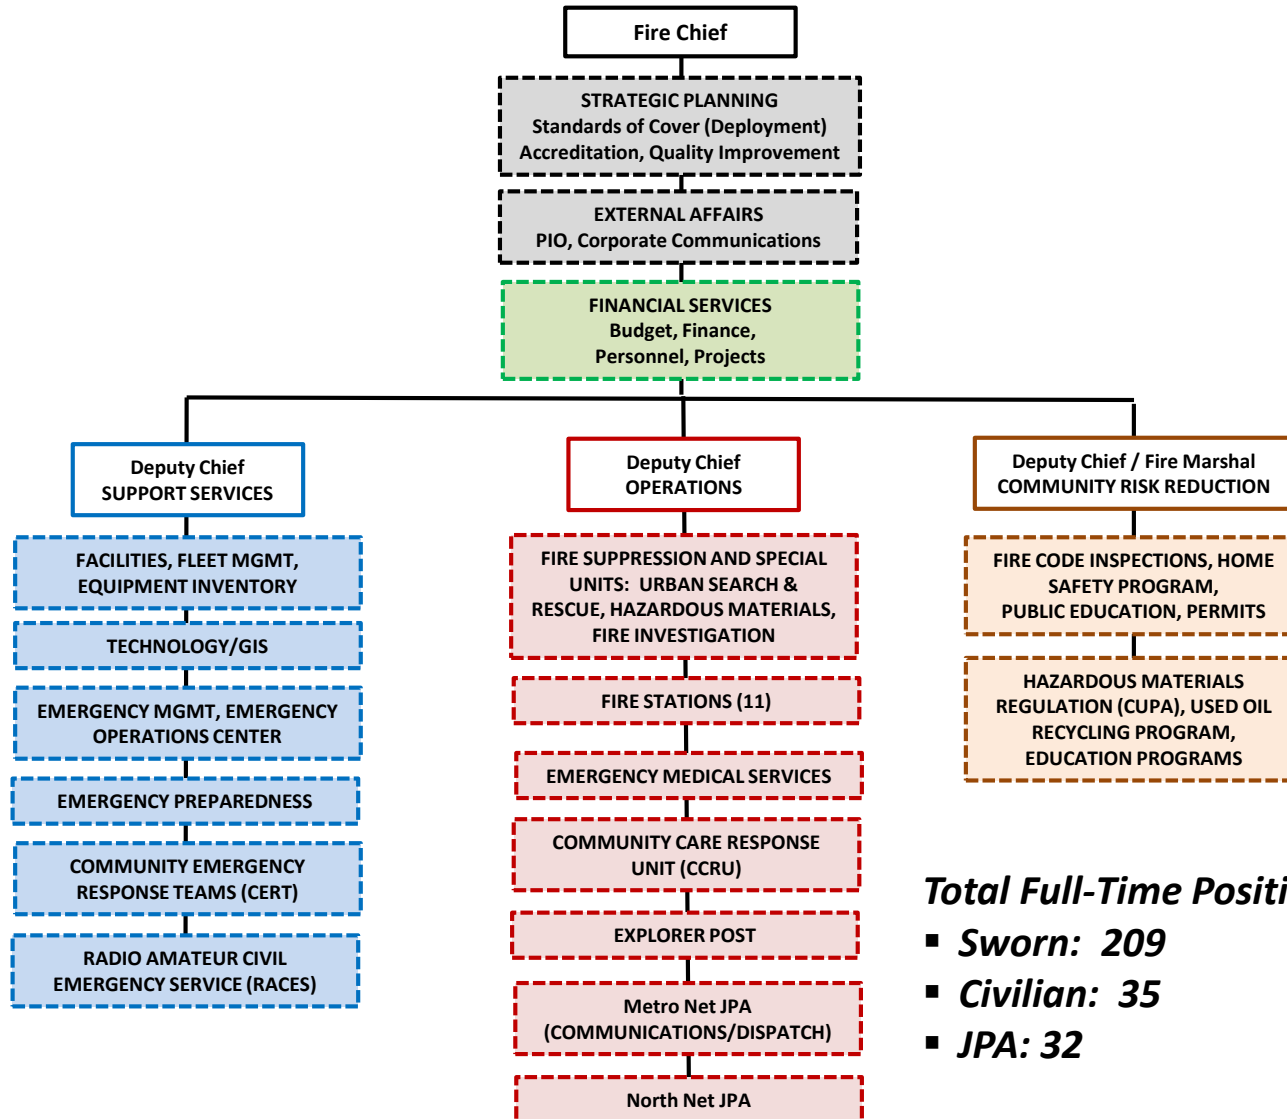 Fire Chief
STRATEGIC PLANNING
Standards of Cover (Deployment)
Accreditation, Quality Improvement
EXTERNAL AFFAIRS
PIO, Corporate Communications
FINANCIAL SERVICES
Budget, Finance,
Personnel, Projects
Deputy Chief
SUPPORT SERVICES
FACILITIES, FLEET MGMT,
EQUIPMENT INVENTORY
TECHNOLOGY/GIS
EMERGENCY MGMT, EMERGENCY
OPERATIONS CENTER
EMERGENCY PREPAREDNESS
COMMUNITY EMERGENCY
RESPONSE TEAMS (CERT)
RADIO AMATEUR CIVIL
EMERGENCY SERVICE (RACES)
Deputy Chief
OPERATIONS
FIRE SUPPRESSION AND SPECIAL
UNITS:  URBAN SEARCH &
RESCUE, HAZARDOUS MATERIALS,
FIRE INVESTIGATION
FIRE STATIONS (11)
EMERGENCY MEDICAL SERVICES
COMMUNITY CARE RESPONSE
UNIT (CCRU)
EXPLORER POST
Metro Net JPA
(COMMUNICATIONS/DISPATCH)
North Net JPA
Deputy Chief / Fire Marshal
COMMUNITY RISK REDUCTION
FIRE CODE INSPECTIONS, HOME
SAFETY PROGRAM,
PUBLIC EDUCATION, PERMITS
HAZARDOUS MATERIALS
REGULATION (CUPA), USED OIL
RECYCLING PROGRAM,
EDUCATION PROGRAMS
Total Full-Time Positi
▪ Sworn:  209
▪ Civilian:  35
▪ JPA: 32